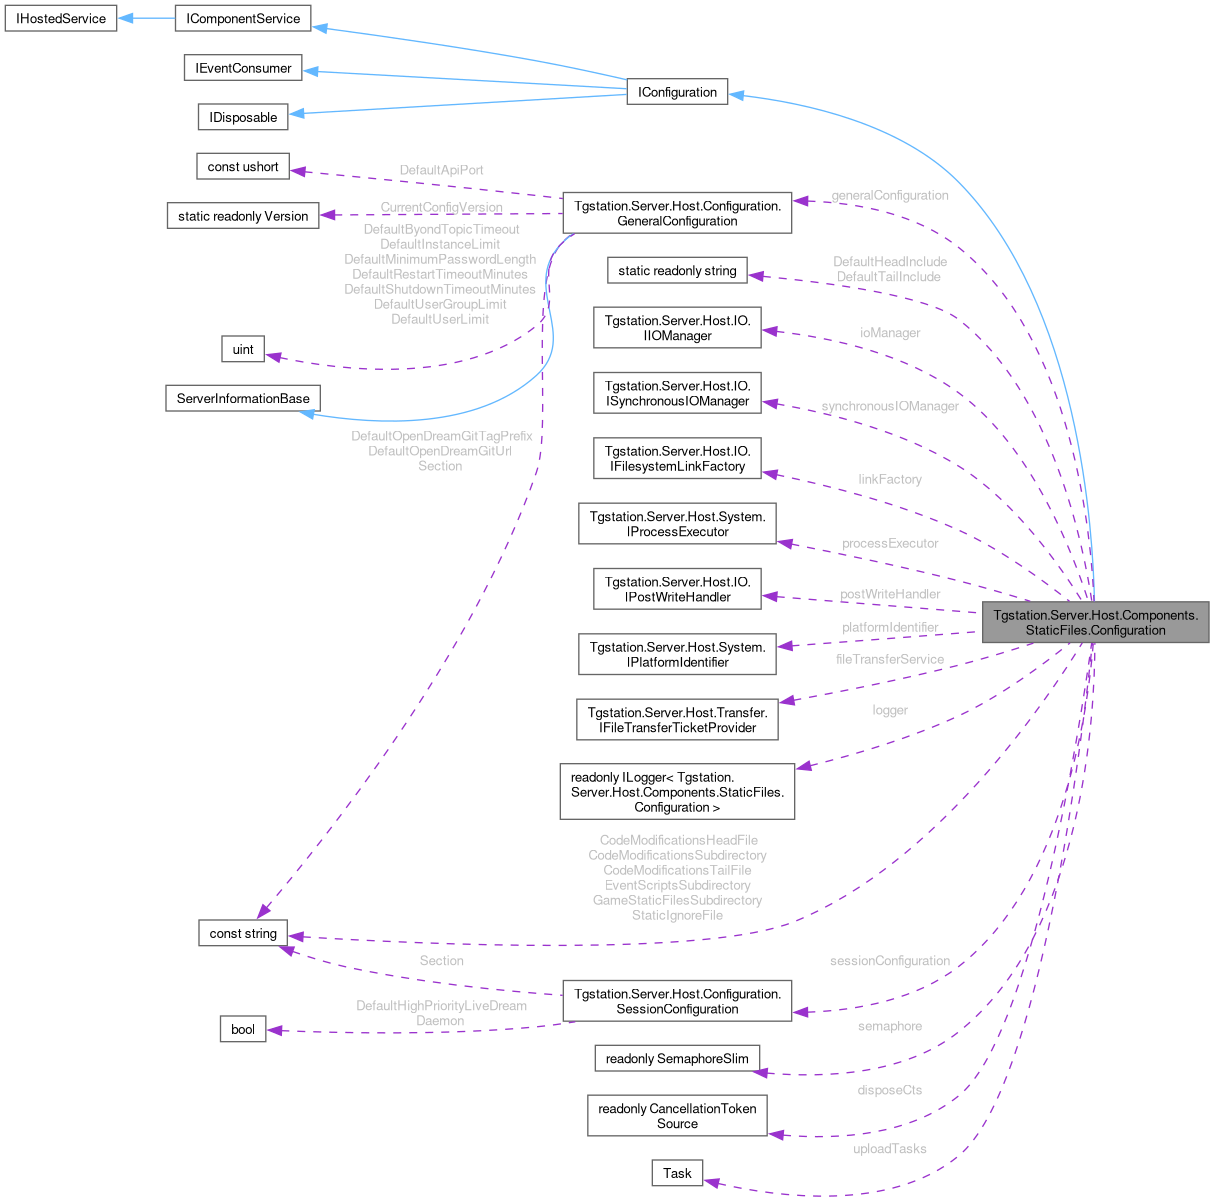 IHostedService
IComponentService
IEventConsumer
IConfiguration
IDisposable
const ushort
DefaultApiPort
static readonly Version
CurrentConfigVersion
Tgstation.Server.Host.Configuration.
GeneralConfiguration
generalConfiguration
DefaultByondTopicTimeout
DefaultInstanceLimit
DefaultMinimumPasswordLength
DefaultRestartTimeoutMinutes
DefaultShutdownTimeoutMinutes
DefaultUserGroupLimit
DefaultUserLimit
static readonly string
DefaultHeadInclude
DefaultTailInclude
Tgstation.Server.Host.IO.
IIOManager
ioManager
uint
ServerInformationBase
Tgstation.Server.Host.IO.
ISynchronousIOManager
synchronousIOManager
DefaultOpenDreamGitTagPrefix
DefaultOpenDreamGitUrl
Section
Tgstation.Server.Host.IO.
IFilesystemLinkFactory
linkFactory
Tgstation.Server.Host.System.
IProcessExecutor
processExecutor
Tgstation.Server.Host.IO.
IPostWriteHandler
postWriteHandler
Tgstation.Server.Host.Components.
StaticFiles.Configuration
Tgstation.Server.Host.System.
IPlatformIdentifier
platformIdentifier
fileTransferService
Tgstation.Server.Host.Transfer.
IFileTransferTicketProvider
logger
readonly ILogger< Tgstation.
Server.Host.Components.StaticFiles.
Configuration >
CodeModificationsHeadFile
CodeModificationsSubdirectory
CodeModificationsTailFile
EventScriptsSubdirectory
GameStaticFilesSubdirectory
StaticIgnoreFile
const string
Section
sessionConfiguration
Tgstation.Server.Host.Configuration.
SessionConfiguration
DefaultHighPriorityLiveDream
Daemon
bool
semaphore
readonly SemaphoreSlim
disposeCts
readonly CancellationToken
Source
uploadTasks
Task